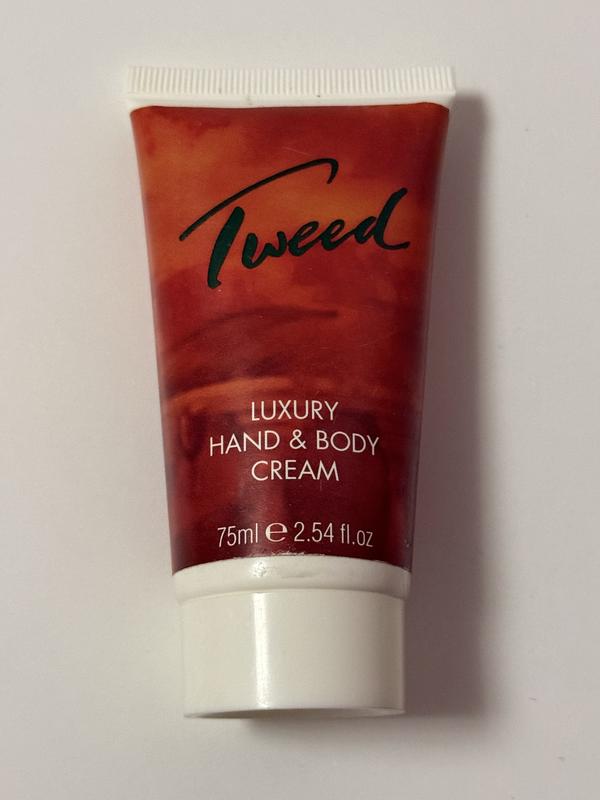 Tweed
LUXURY
HAND & BODY
CREAM
75ml ℮ 2.54 fl.oz